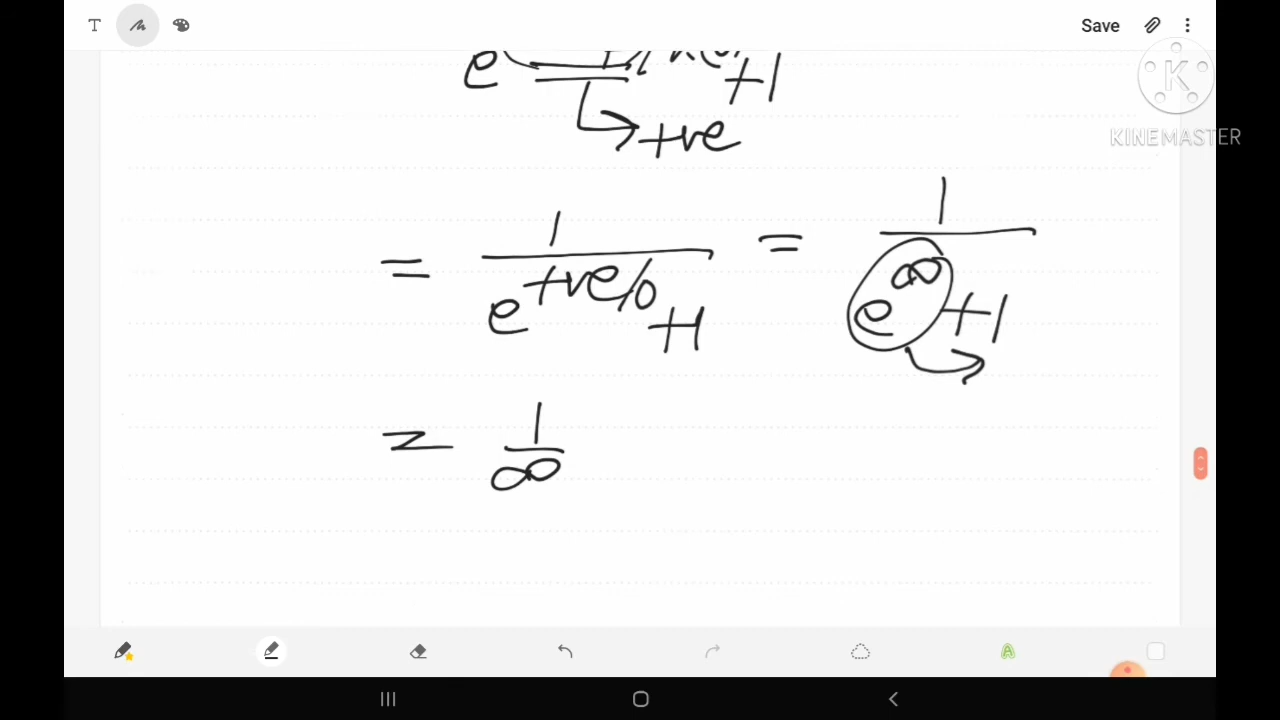 T Save
K
KINEMASTER
e +1
+ve
= 1/(e^(+ve/0) +1) = 1/(e^∞ +1)
= 1/∞
A